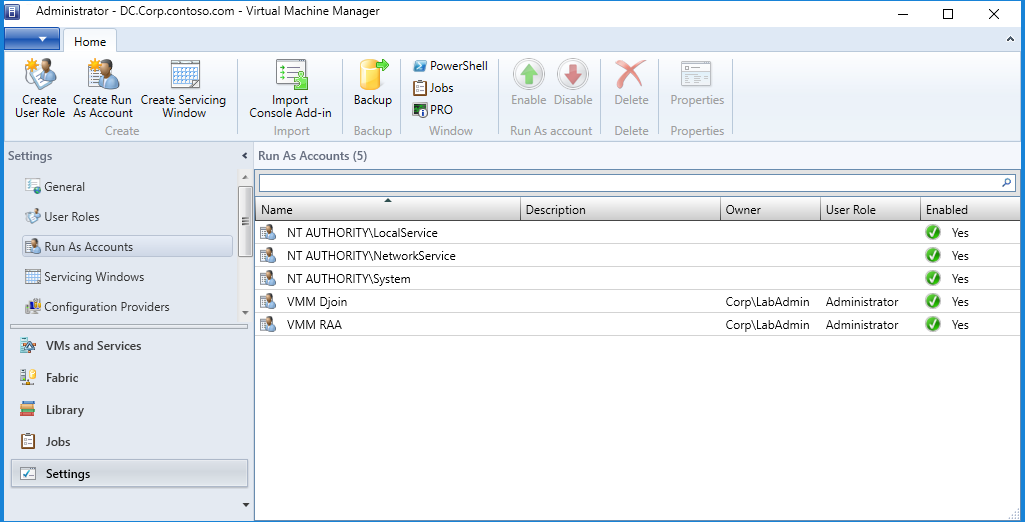 Administrator - DC.Corp.contoso.com - Virtual Machine Manager
Home
Create User Role
Create Run As Account
Create Servicing Window
Create
Import Console Add-in
Import
Backup
Backup
PowerShell
Jobs
PRO
Window
Enable
Disable
Run As account
Delete
Delete
Properties
Properties
Settings
General
User Roles
Run As Accounts
Servicing Windows
Configuration Providers
VMs and Services
Fabric
Library
Jobs
Settings
Run As Accounts (5)
Name Description Owner User Role Enabled
NT AUTHORITY\LocalService Yes
NT AUTHORITY\NetworkService Yes
NT AUTHORITY\System Yes
VMM Djoin Corp\LabAdmin Administrator Yes
VMM RAA Corp\LabAdmin Administrator Yes